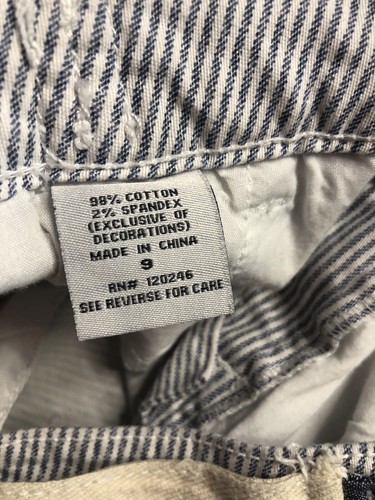 98% COTTON
2% SPANDEX
(EXCLUSIVE OF
DECORATIONS)
MADE IN CHINA
9
RN# 120246
SEE REVERSE FOR CARE